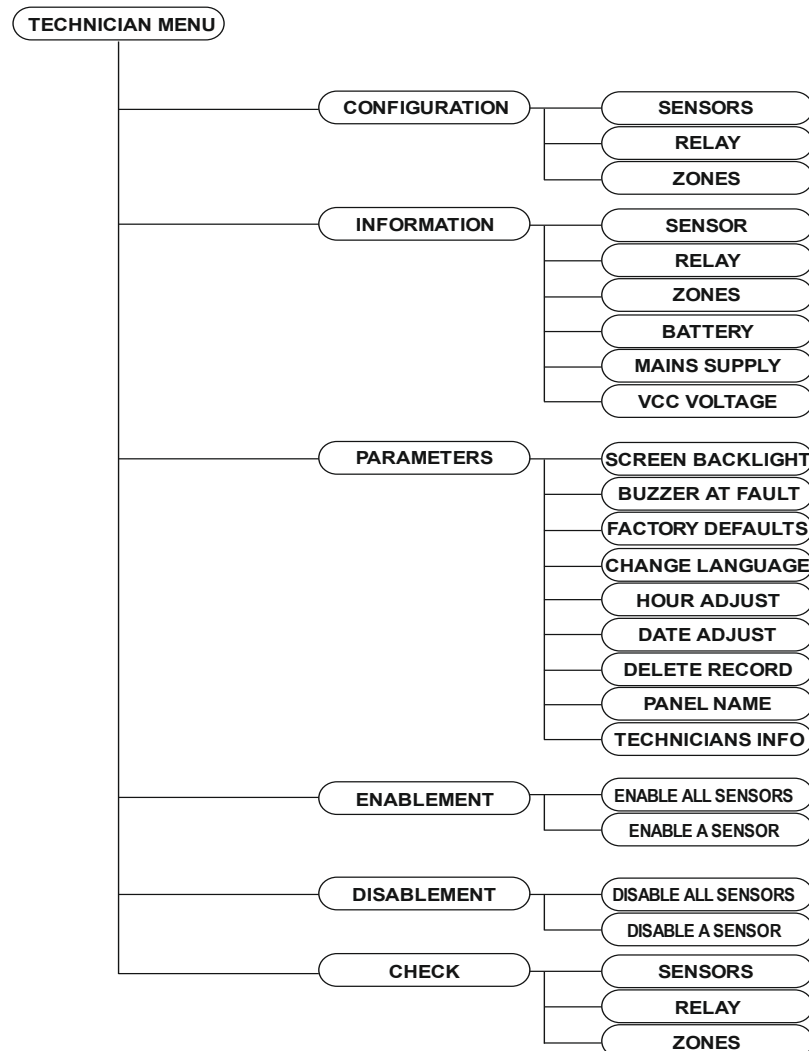 TECHNICIAN MENU
CONFIGURATION
SENSORS
RELAY
ZONES
INFORMATION
SENSOR
RELAY
ZONES
BATTERY
MAINS SUPPLY
VCC VOLTAGE
PARAMETERS
SCREEN BACKLIGHT
BUZZER AT FAULT
FACTORY DEFAULTS
CHANGE LANGUAGE
HOUR ADJUST
DATE ADJUST
DELETE RECORD
PANEL NAME
TECHNICIANS INFO
ENABLEMENT
ENABLE ALL SENSORS
ENABLE A SENSOR
DISABLEMENT
DISABLE ALL SENSORS
DISABLE A SENSOR
CHECK
SENSORS
RELAY
ZONES